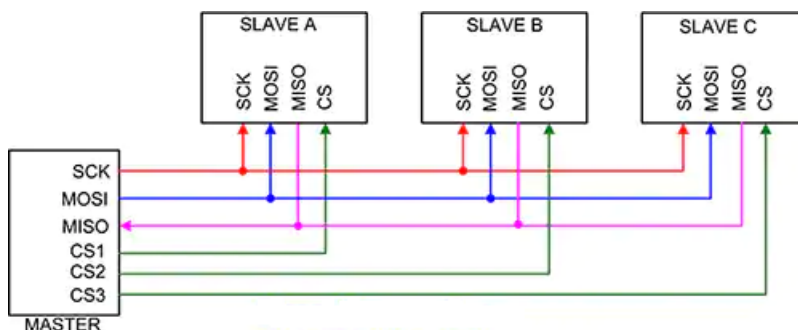 SLAVE A
SLAVE B
SLAVE C
SCK
MOSI
MISO
CS
SCK
MOSI
MISO
CS
SCK
MOSI
MISO
CS
SCK
MOSI
MISO
CS1
CS2
CS3
MASTER